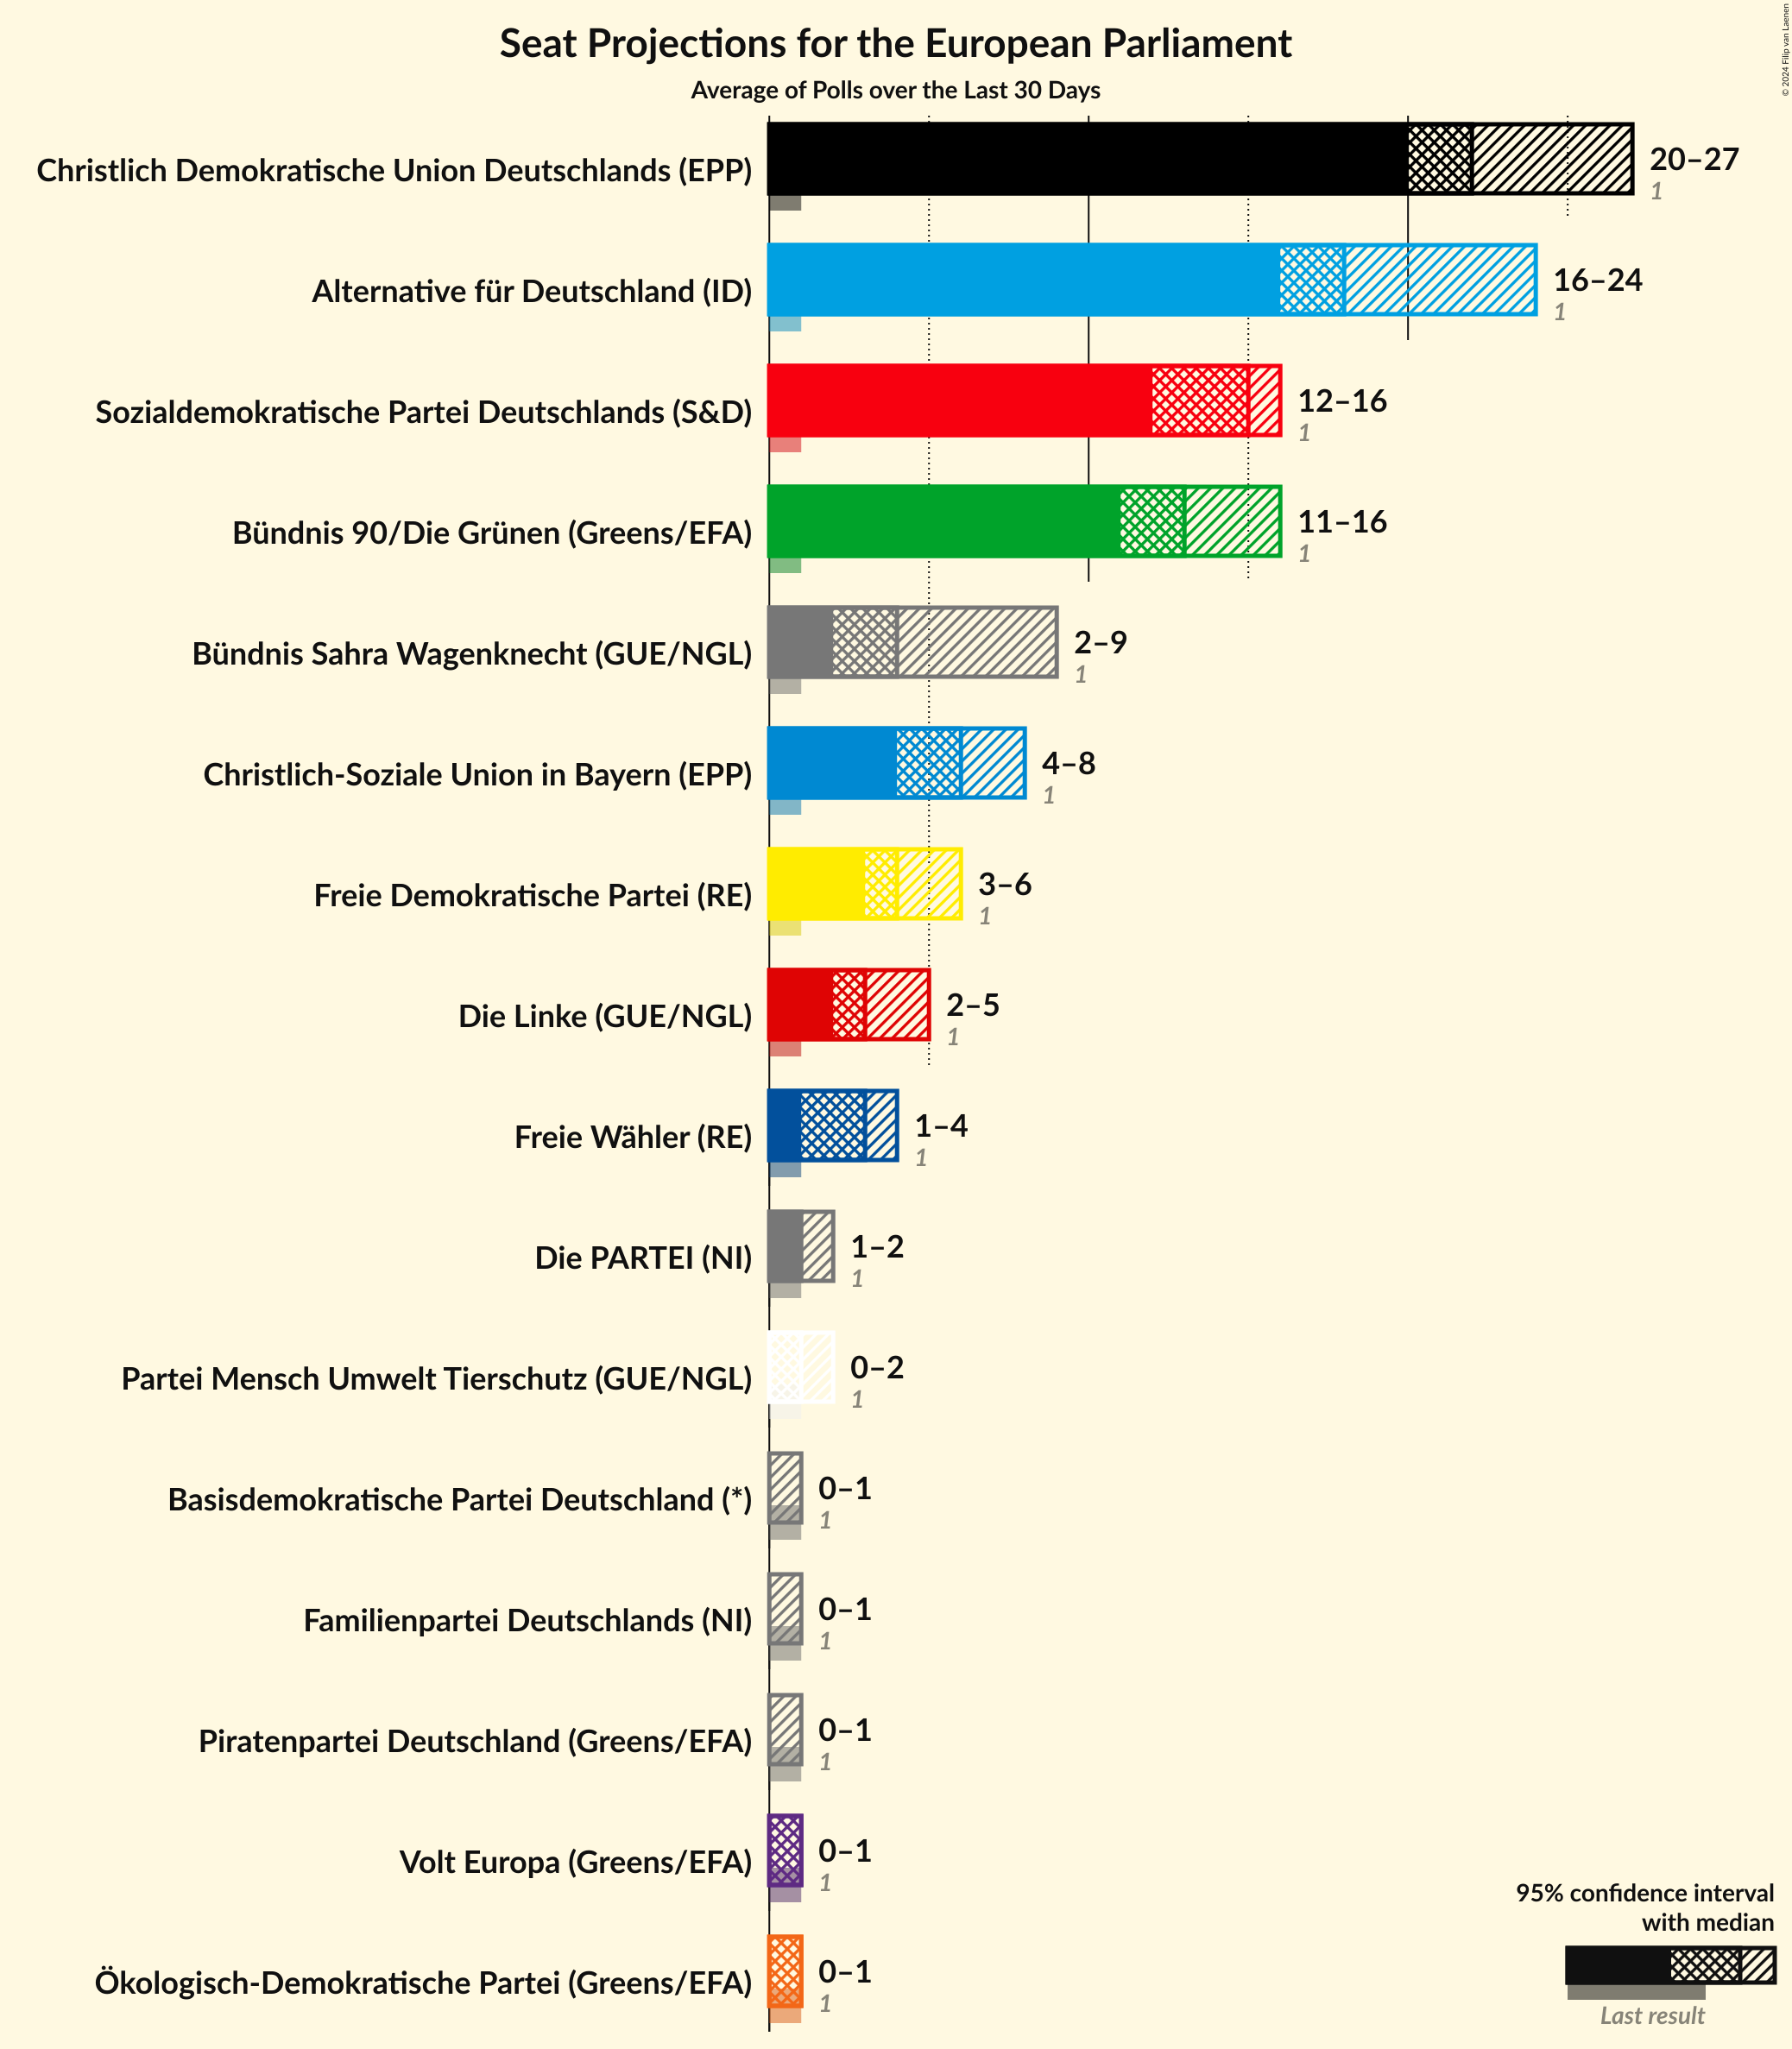 Seat Projections for the European Parliament
Average of Polls over the Last 30 Days
© 2024 Filip van Laenen
Christlich Demokratische Union Deutschlands (EPP)
20–27
1
Alternative für Deutschland (ID)
16–24
1
Sozialdemokratische Partei Deutschlands (S&D)
12–16
1
Bündnis 90/Die Grünen (Greens/EFA)
11–16
1
Bündnis Sahra Wagenknecht (GUE/NGL)
2–9
1
Christlich-Soziale Union in Bayern (EPP)
4–8
1
Freie Demokratische Partei (RE)
3–6
1
Die Linke (GUE/NGL)
2–5
1
Freie Wähler (RE)
1–4
1
Die PARTEI (NI)
1–2
1
Partei Mensch Umwelt Tierschutz (GUE/NGL)
0–2
1
Basisdemokratische Partei Deutschland (*)
0–1
1
Familienpartei Deutschlands (NI)
0–1
1
Piratenpartei Deutschland (Greens/EFA)
0–1
1
Volt Europa (Greens/EFA)
0–1
1
Ökologisch-Demokratische Partei (Greens/EFA)
0–1
1
95% confidence interval
with median
Last result